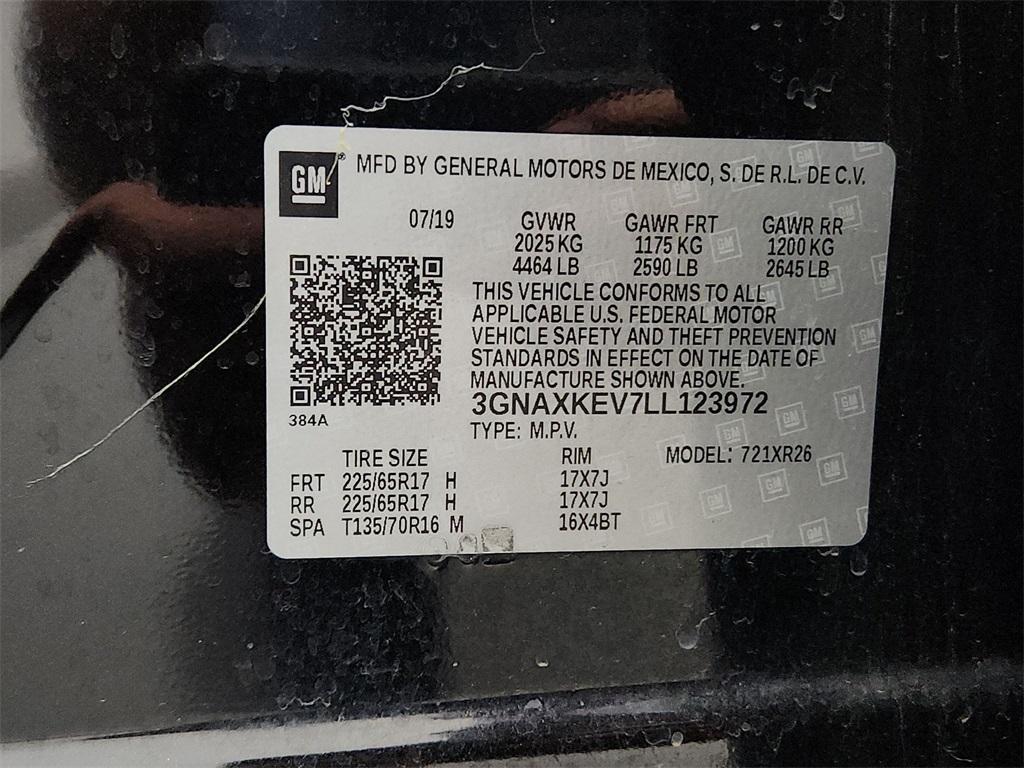 GM ® MFD BY GENERAL MOTORS DE MEXICO, S. DE R.L. DE C.V.
07/19 GVWR GAWR FRT GAWR RR
2025 KG 1175 KG 1200 KG
4464 LB 2590 LB 2645 LB
THIS VEHICLE CONFORMS TO ALL
APPLICABLE U.S. FEDERAL MOTOR
VEHICLE SAFETY AND THEFT PREVENTION
STANDARDS IN EFFECT ON THE DATE OF
MANUFACTURE SHOWN ABOVE.
3GNAXKEV7LL123972
384A
TYPE: M.P.V.
TIRE SIZE RIM MODEL: 721XR26
FRT 225/65R17 H 17X7J
RR 225/65R17 H 17X7J
SPA T135/70R16 M 16X4BT